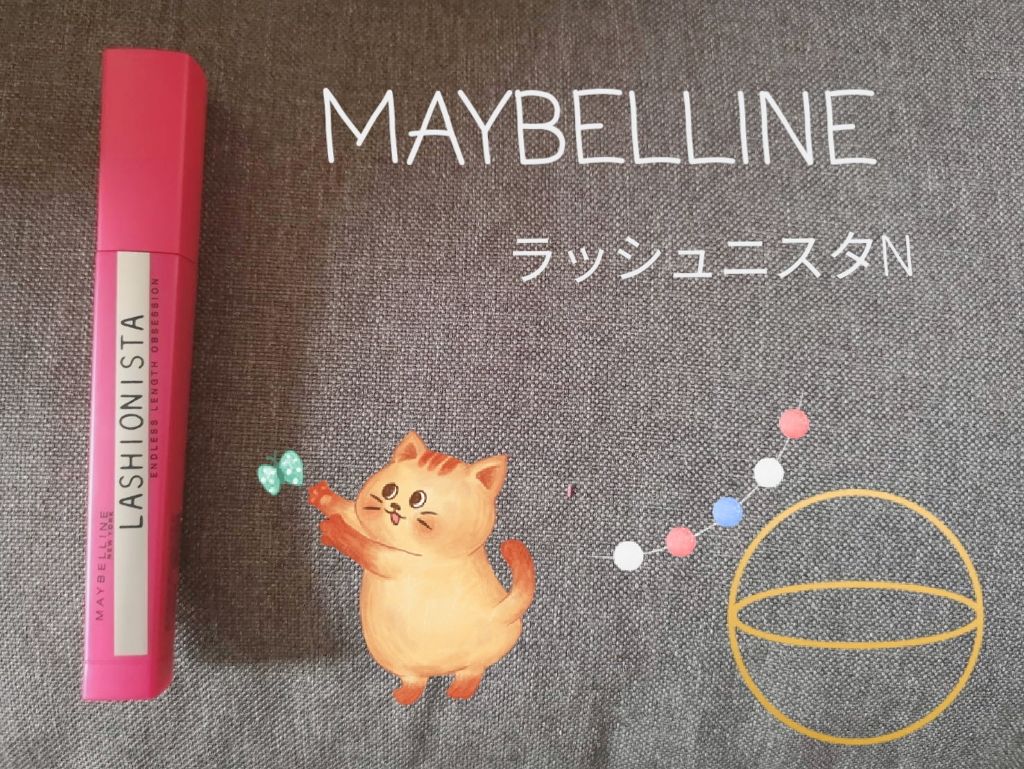 MAYBELLINE
ラッシュニスタN
LASHIONISTA
ENDLESS LENGTH OBSESSION
MAYBELLINE
NEW YORK